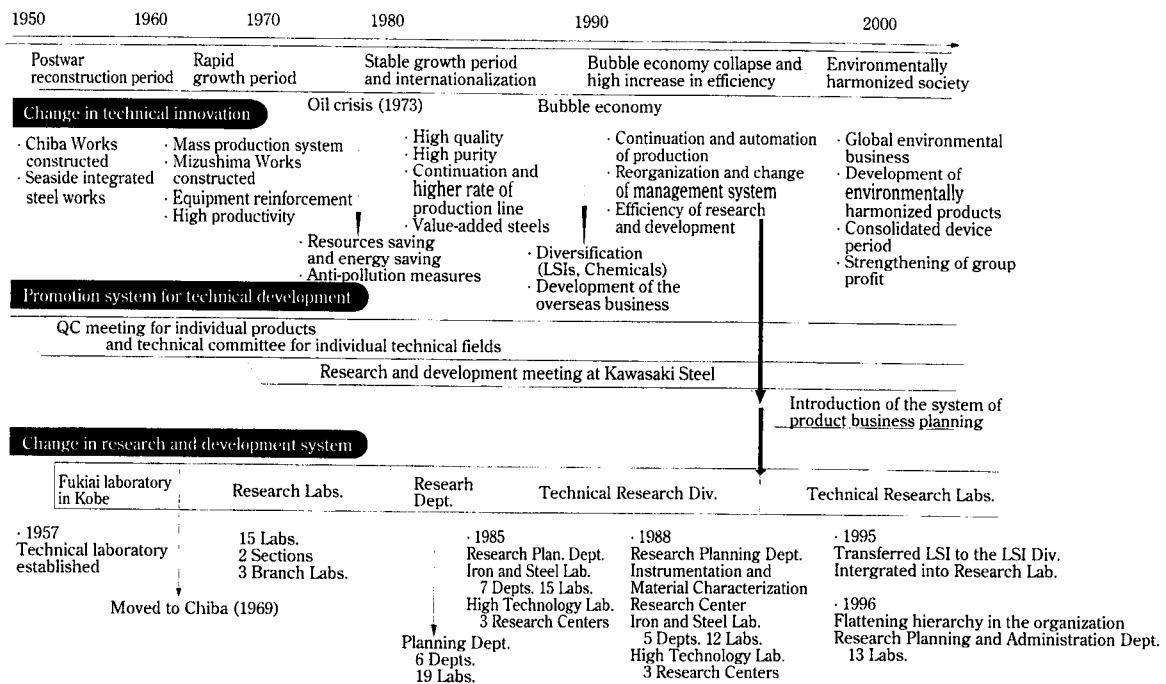 1950 1960 1970 1980 1990 2000
Postwar
reconstruction period
Rapid
growth period
Stable growth period
and internationalization
Bubble economy collapse and
high increase in efficiency
Environmentally
harmonized society
Oil crisis (1973)
Bubble economy
Change in technical innovation
· Chiba Works
constructed
· Seaside integrated
steel works
· Mass production system
· Mizushima Works
constructed
· Equipment reinforcement
· High productivity
· Resources saving
and energy saving
· Anti-pollution measures
· High quality
· High purity
· Continuation and
higher rate of
production line
· Value-added steels
· Diversification
(LSIs, Chemicals)
· Development of the
overseas business
· Continuation and automation
of production
· Reorganization and change
of management system
· Efficiency of research
and development
· Global environmental
business
· Development of
environmentally
harmonized products
· Consolidated device
period
· Strengthening of group
profit
Promotion system for technical development
QC meeting for individual products
and technical committee for individual technical fields
Research and development meeting at Kawasaki Steel
Introduction of the system of
product business planning
Change in research and development system
Fukiai laboratory
in Kobe
Research Labs.
Researh
Dept.
Technical Research Div.
Technical Research Labs.
· 1957
Technical laboratory
established
Moved to Chiba (1969)
15 Labs.
2 Sections
3 Branch Labs.
Planning Dept.
6 Depts.
19 Labs.
· 1985
Research Plan. Dept.
Iron and Steel Lab.
7 Depts. 15 Labs.
High Technology Lab.
3 Research Centers
· 1988
Research Planning Dept.
Instrumentation and
Material Characterization
Research Center
Iron and Steel Lab.
5 Depts. 12 Labs.
High Technology Lab.
3 Research Centers
· 1995
Transferred LSI to the LSI Div.
Intergrated into Research Lab.
· 1996
Flattening hierarchy in the organization
Research Planning and Administration Dept.
13 Labs.